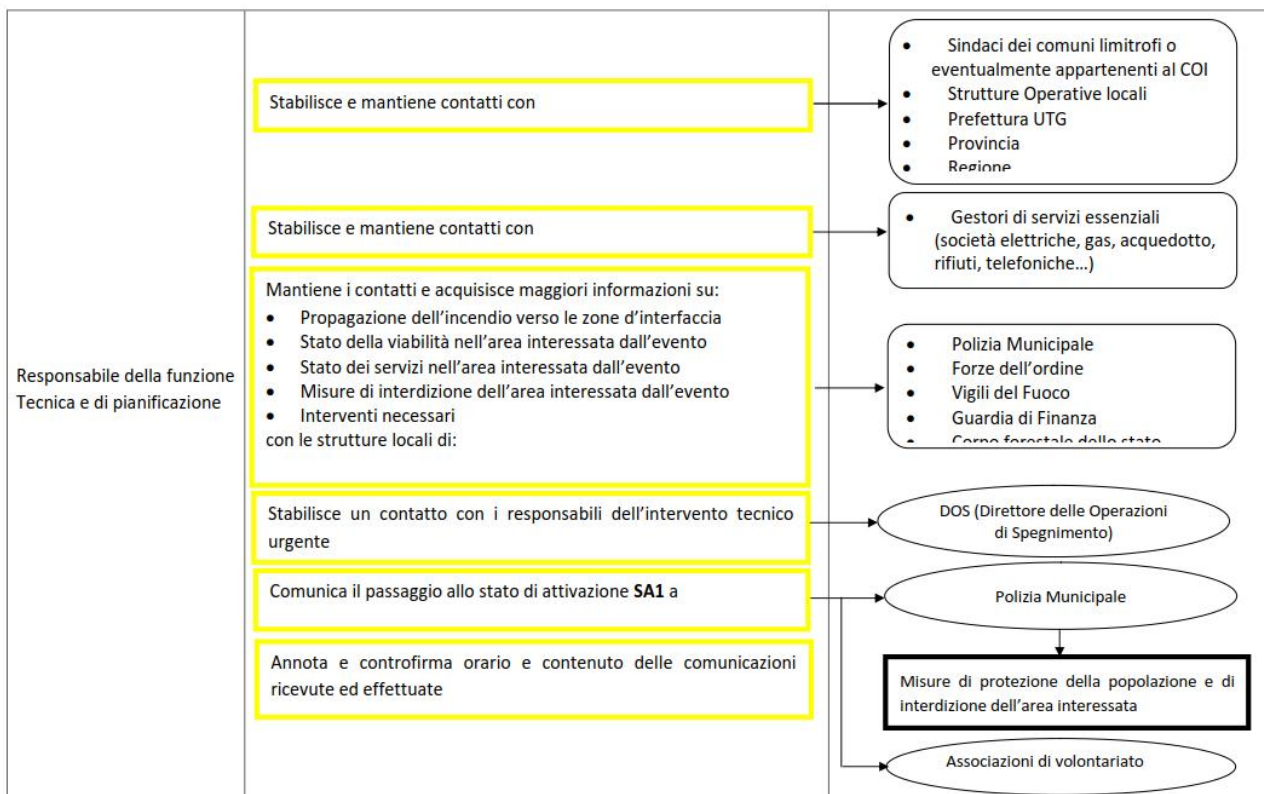 Responsabile della funzione
Tecnica e di pianificazione
Stabilisce e mantiene contatti con
• Sindaci dei comuni limitrofi o
eventualmente appartenenti al COI
• Strutture Operative locali
• Prefettura UTG
• Provincia
• Regione
Stabilisce e mantiene contatti con
• Gestori di servizi essenziali
(società elettriche, gas, acquedotto,
rifiuti, telefoniche…)
Mantiene i contatti e acquisisce maggiori informazioni su:
• Propagazione dell’incendio verso le zone d’interfaccia
• Stato della viabilità nell’area interessata dall’evento
• Stato dei servizi nell’area interessata dall’evento
• Misure di interdizione dell’area interessata dall’evento
• Interventi necessari
con le strutture locali di:
• Polizia Municipale
• Forze dell’ordine
• Vigili del Fuoco
• Guardia di Finanza
• Corpo forestale dello stato
Stabilisce un contatto con i responsabili dell’intervento tecnico
urgente
DOS (Direttore delle Operazioni
di Spegnimento)
Comunica il passaggio allo stato di attivazione SA1 a
Polizia Municipale
Annota e controfirma orario e contenuto delle comunicazioni
ricevute ed effettuate
Misure di protezione della popolazione e di
interdizione dell’area interessata
Associazioni di volontariato